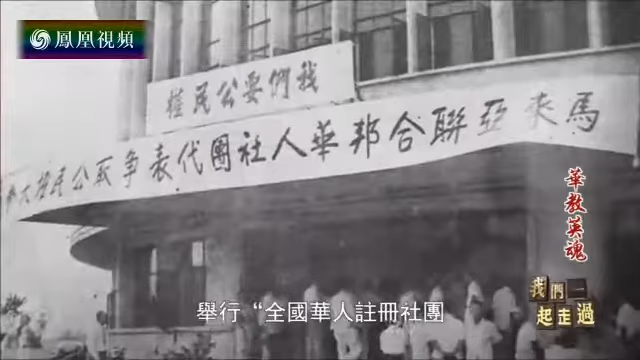 鳳凰視頻
我們要公民權
馬來亞聯合邦華人社團代表爭取公民權大
華教英魂
我們一
起走過
舉行“全國華人註冊社團